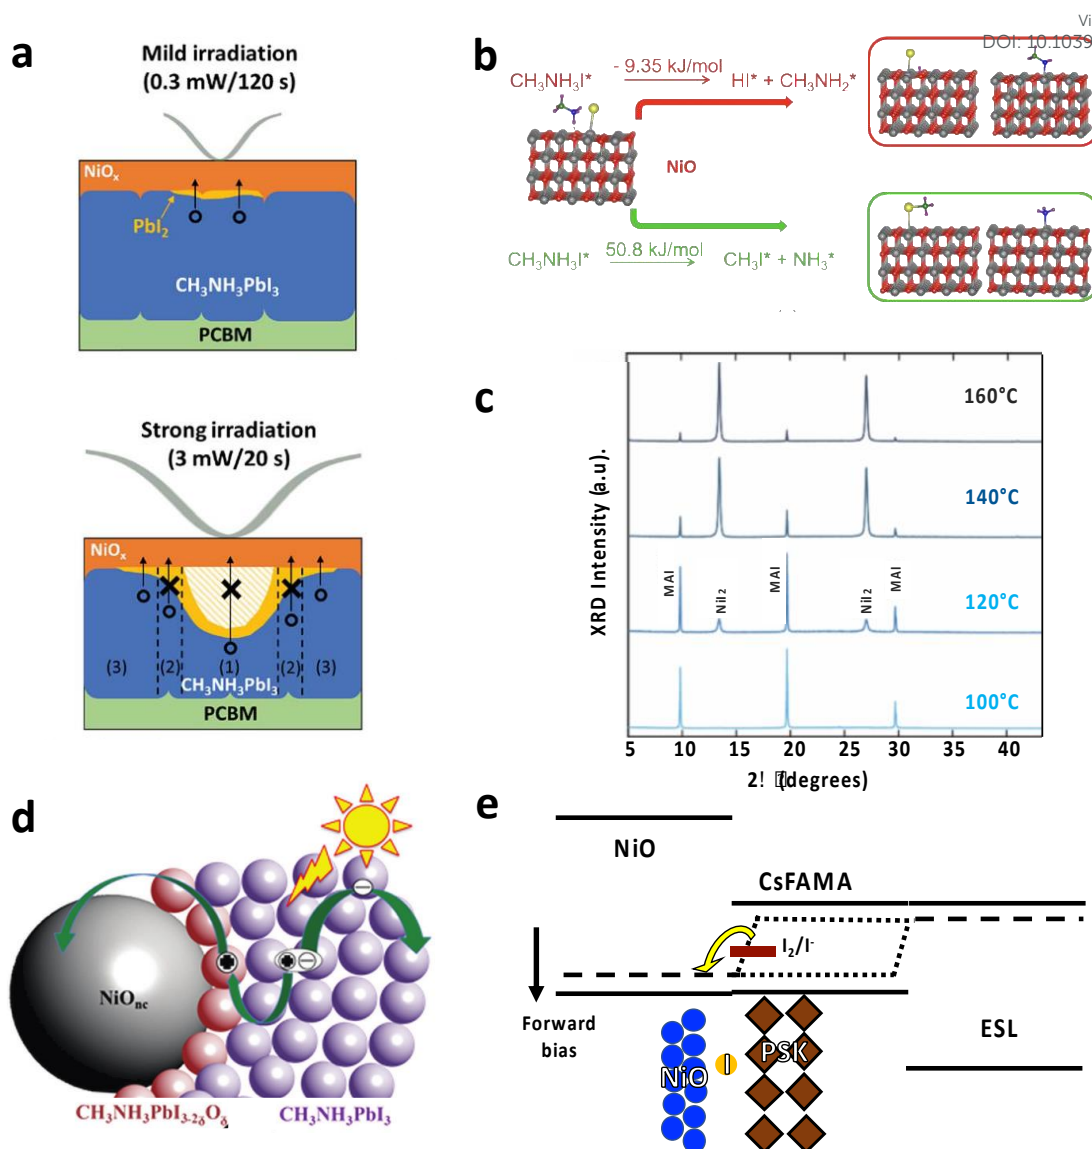 Vi
DOI: 10.1039
a
Mild irradiation
(0.3 mW/120 s)
NiOx
PbI2
CH3NH3PbI3
PCBM
Strong irradiation
(3 mW/20 s)
NiOx
(3) (2) (1) (2) (3)
CH3NH3PbI3
PCBM
b
CH3NH3I* - 9.35 kJ/mol HI* + CH3NH2*
NiO
CH3NH3I* 50.8 kJ/mol CH3I* + NH3*
c
XRD Intensity (a.u).
160°C
140°C
120°C
100°C
MAI
NiI2
MAI
NiI2
MAI
5 10 15 20 25 30 35 40
2! (degrees)
d
NiOnc
CH3NH3PbI3-2δOδ
CH3NH3PbI3
e
NiO
CsFAMA
I2/I-
Forward
bias
ESL
NiO
I
PSK